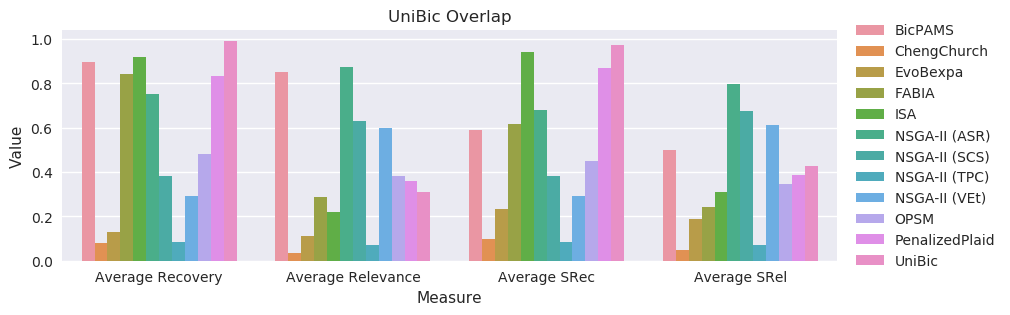 UniBic Overlap
1.0
0.8
0.6
0.4
0.2
0.0
Value
Average Recovery
Average Relevance
Average SRec
Average SRel
Measure
BicPAMS
ChengChurch
EvoBexpa
FABIA
ISA
NSGA-II (ASR)
NSGA-II (SCS)
NSGA-II (TPC)
NSGA-II (VEt)
OPSM
PenalizedPlaid
UniBic